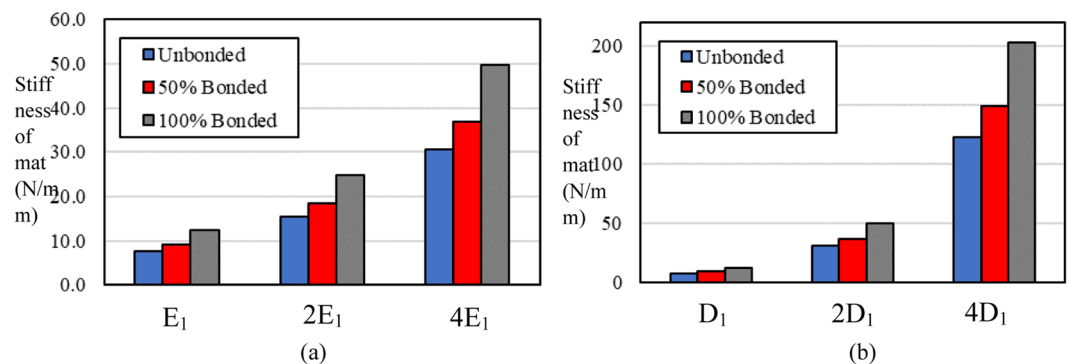 60.0
50.0
40.0
30.0
20.0
10.0
0.0
Stiff
ness
of
mat
(N/m
m)
Unbonded
50% Bonded
100% Bonded
E₁ 2E₁ 4E₁
(a)
200
150
100
50
0
Stiff
ness
of
mat
(N/m
m)
Unbonded
50% Bonded
100% Bonded
D₁ 2D₁ 4D₁
(b)